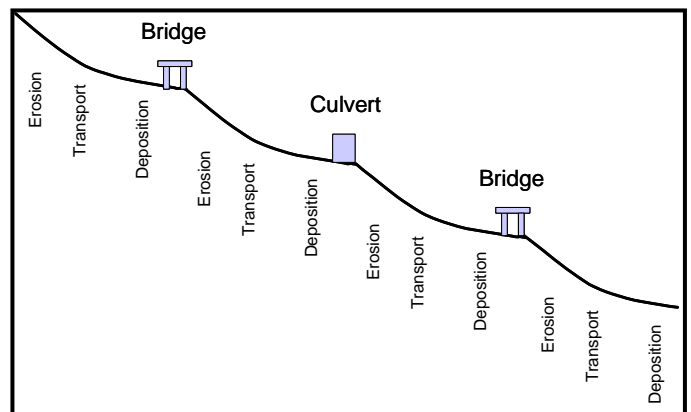 Bridge
Culvert
Bridge
Erosion
Transport
Deposition
Erosion
Transport
Deposition
Erosion
Transport
Deposition
Erosion
Transport
Deposition